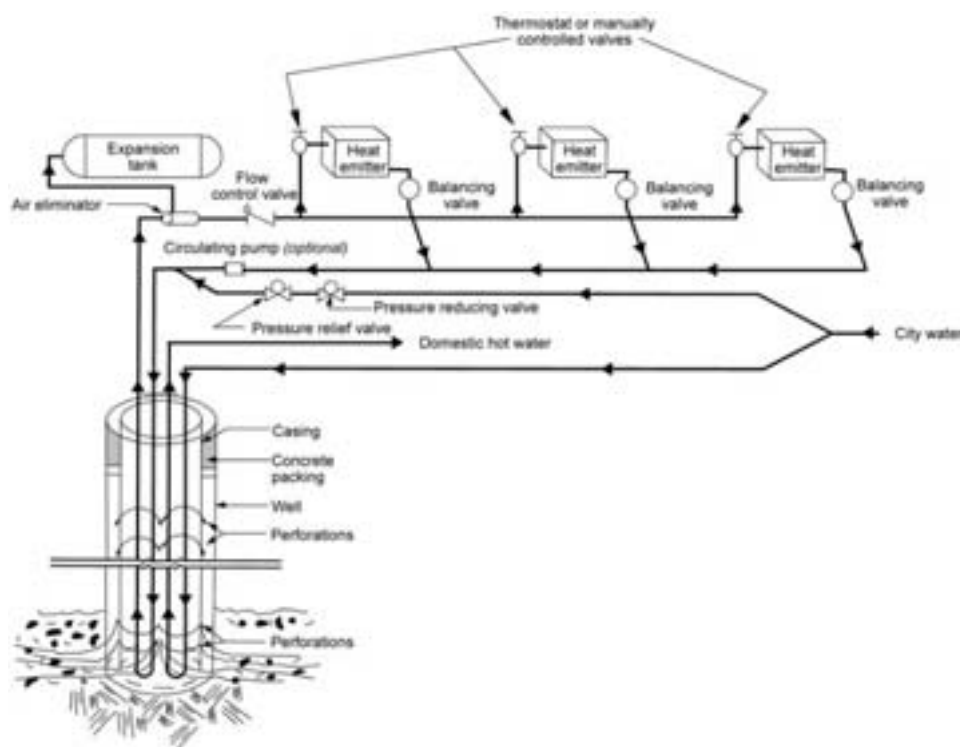 Thermostat or manually
controlled valves
Expansion
tank
Heat
emitter
Heat
emitter
Heat
emitter
Flow
control valve
Balancing
valve
Balancing
valve
Balancing
valve
Air eliminator
Circulating pump (optional)
Pressure reducing valve
Pressure relief valve
Domestic hot water
City water
Casing
Concrete
packing
Well
Perforations
Perforations